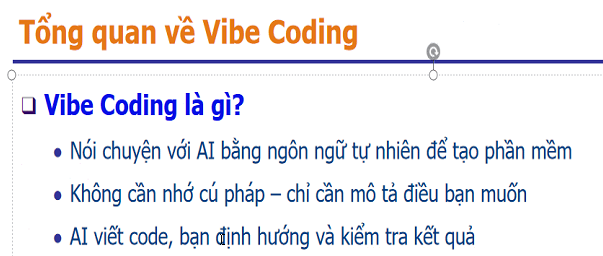 Tổng quan về Vibe Coding
Vibe Coding là gì?
Nói chuyện với AI bằng ngôn ngữ tự nhiên để tạo phần mềm
Không cần nhớ cú pháp – chỉ cần mô tả điều bạn muốn
AI viết code, bạn định hướng và kiểm tra kết quả